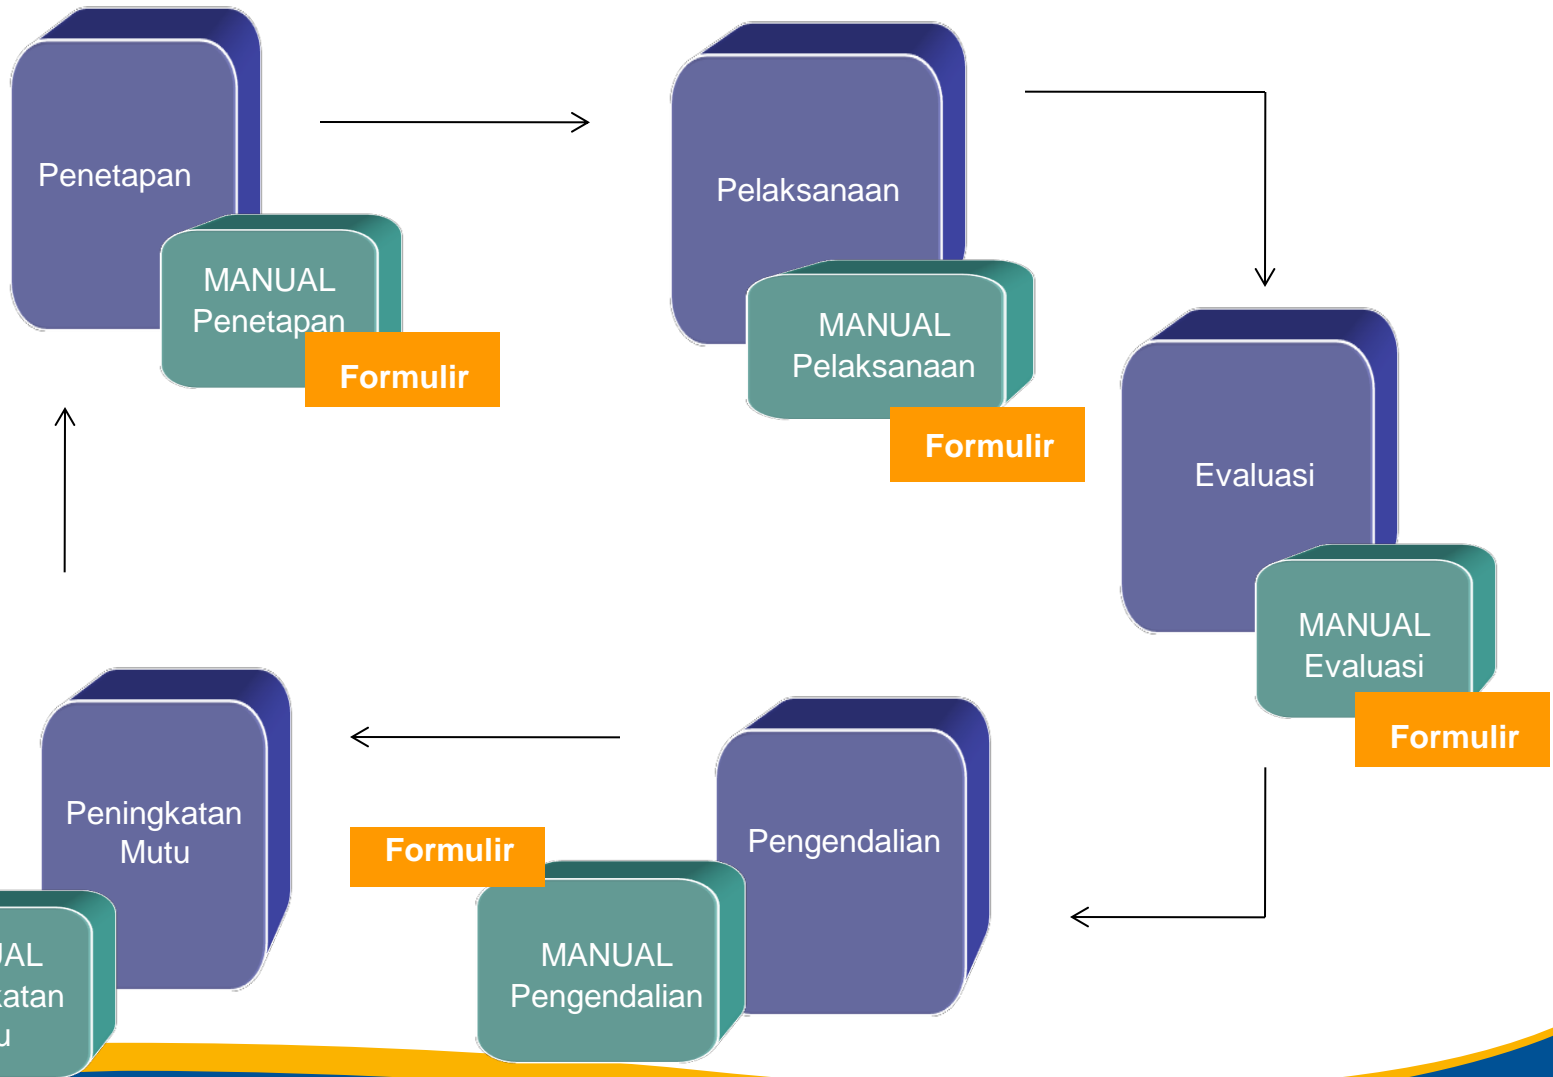 Penetapan
MANUAL
Penetapan
Formulir
Pelaksanaan
MANUAL
Pelaksanaan
Formulir
Evaluasi
MANUAL
Evaluasi
Formulir
Pengendalian
MANUAL
Pengendalian
Formulir
Peningkatan
Mutu